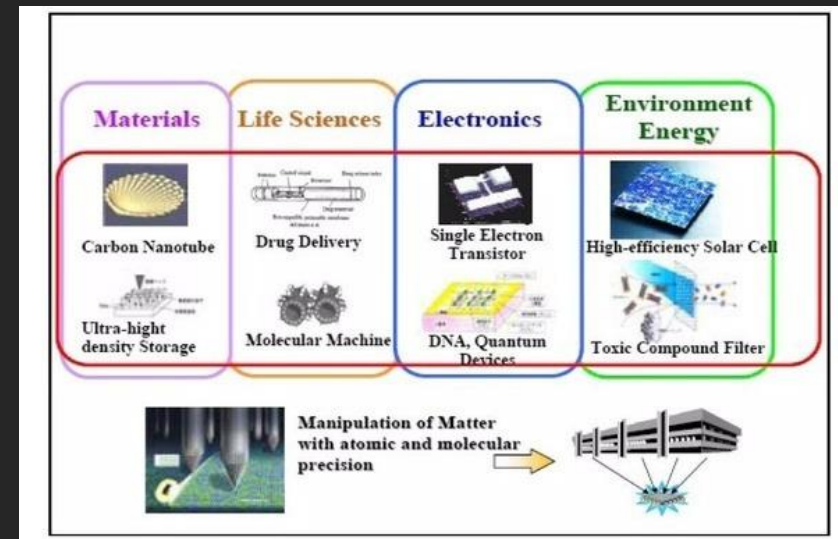 Materials
Life Sciences
Electronics
Environment
Energy
Carbon Nanotube
Drug Delivery
Single Electron
Transistor
High-efficiency Solar Cell
Ultra-hight
density Storage
Molecular Machine
DNA, Quantum
Devices
Toxic Compound Filter
Manipulation of Matter
with atomic and molecular
precision